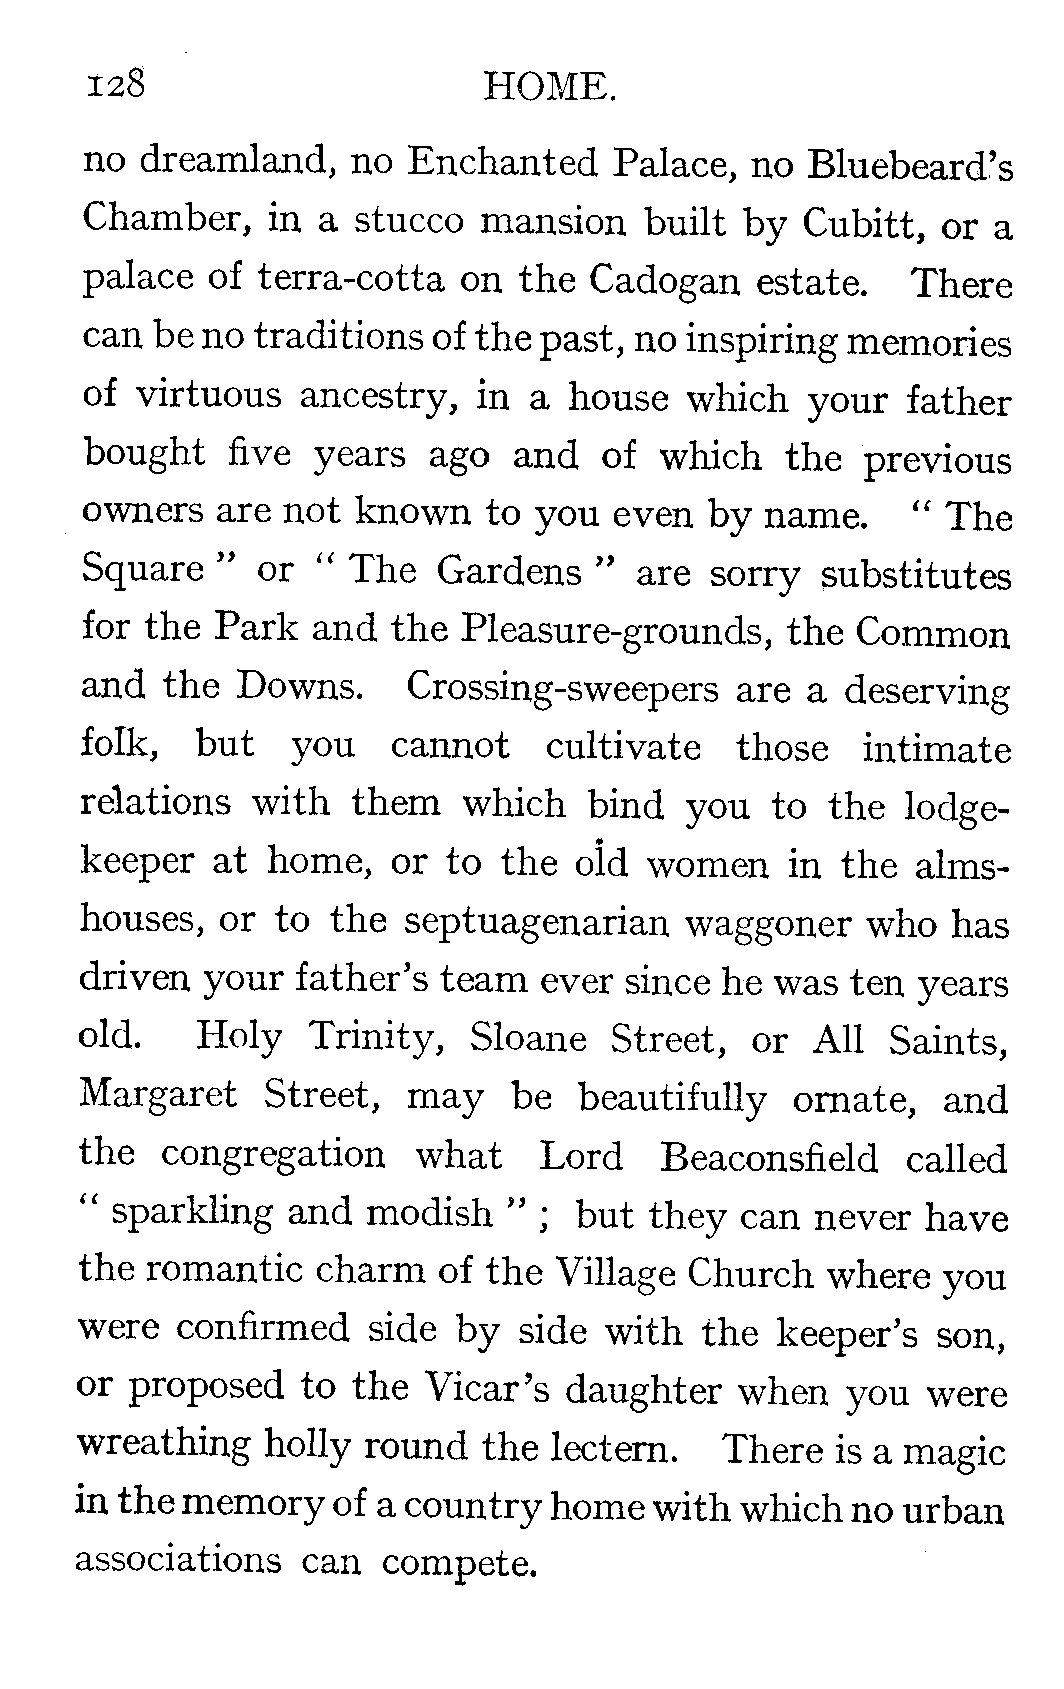 128 HOME.
no dreamland, no Enchanted Palace, no Bluebeard's
Chamber, in a stucco mansion built by Cubitt, or a
palace of terra-cotta on the Cadogan estate. There
can be no traditions of the past, no inspiring memories
of virtuous ancestry, in a house which your father
bought five years ago and of which the previous
owners are not known to you even by name. " The
Square " or " The Gardens " are sorry substitutes
for the Park and the Pleasure-grounds, the Common
and the Downs. Crossing-sweepers are a deserving
folk, but you cannot cultivate those intimate
relations with them which bind you to the lodge-
keeper at home, or to the old women in the alms-
houses, or to the septuagenarian waggoner who has
driven your father's team ever since he was ten years
old. Holy Trinity, Sloane Street, or All Saints,
Margaret Street, may be beautifully ornate, and
the congregation what Lord Beaconsfield called
" sparkling and modish " ; but they can never have
the romantic charm of the Village Church where you
were confirmed side by side with the keeper's son,
or proposed to the Vicar's daughter when you were
wreathing holly round the lectern. There is a magic
in the memory of a country home with which no urban
associations can compete.